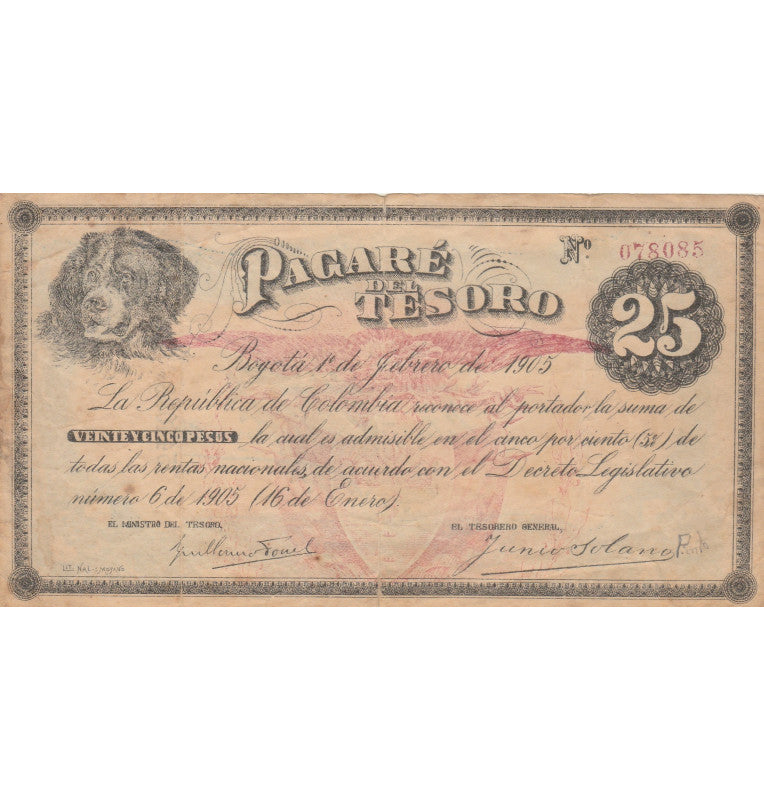 PAGARÉ
Nº 078085
DEL
TESORO
25
Bogotá 1º de Febrero de 1905
La República de Colombia reconoce al portador la suma de
VEINTE Y CINCO PESOS la cual es admisible en el cinco por ciento (5%) de
todas las rentas nacionales, de acuerdo con el Decreto Legislativo
número 6 de 1905 (16 de Enero).
EL MINISTRO DEL TESORO,
EL TESORERO GENERAL,
Guillermo Torres
Junio Solano